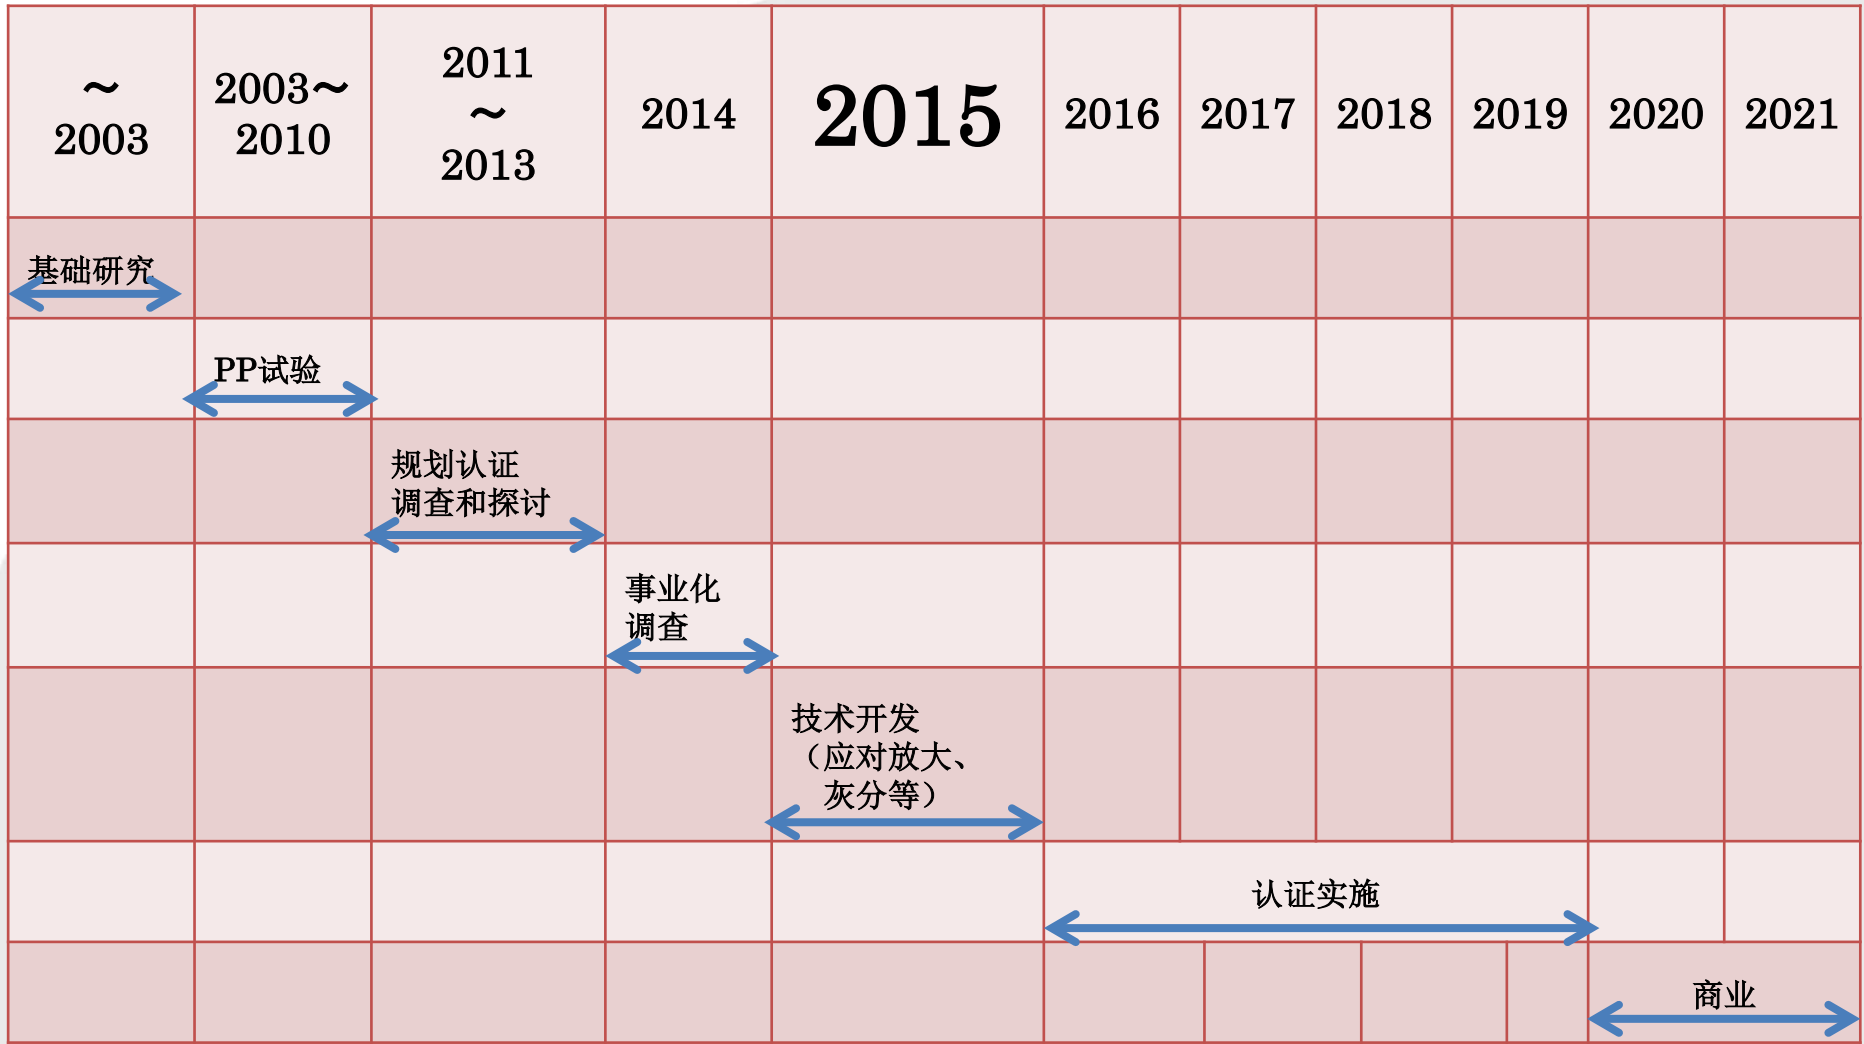 ～
2003
2003～
2010
2011
～
2013
2014
2015
2016
2017
2018
2019
2020
2021
基础研究
PP试验
规划认证
调查和探讨
事业化
调查
技术开发
（应对放大、
灰分等）
认证实施
商业